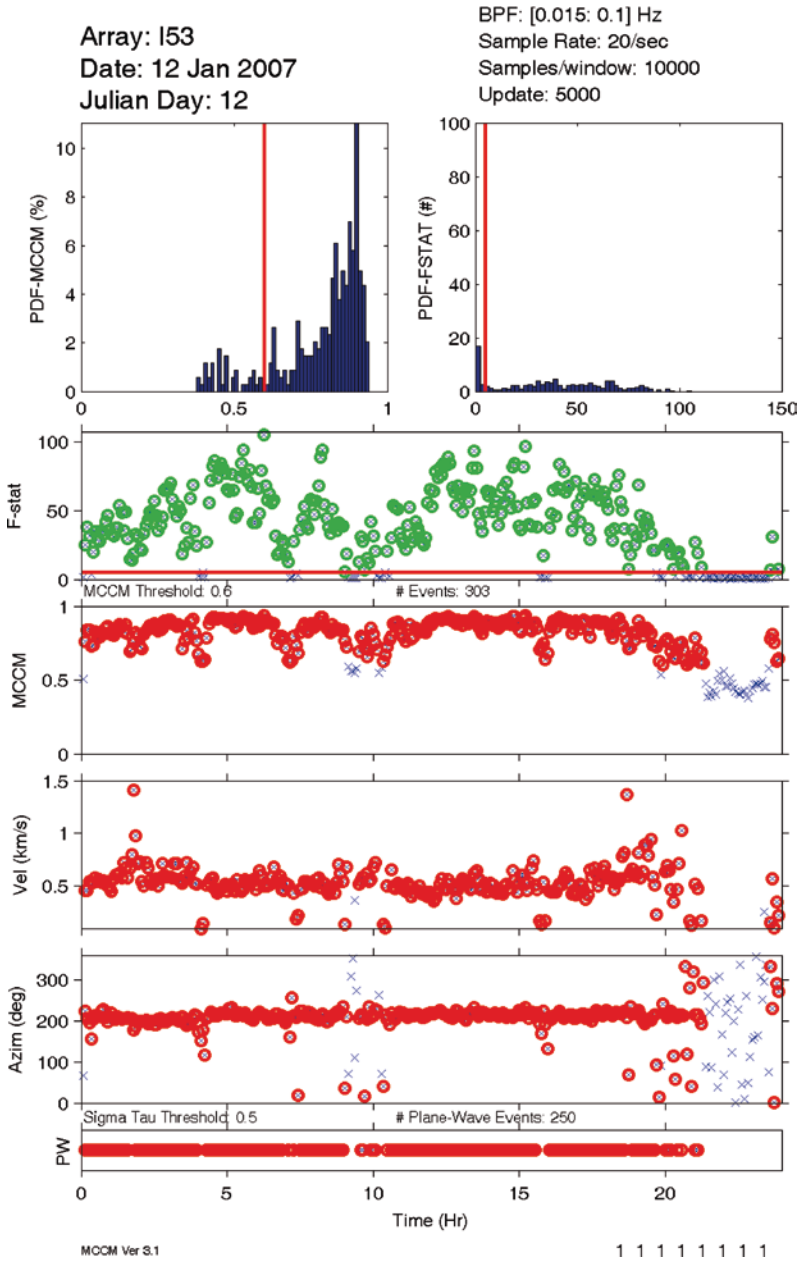 Array: I53
Date: 12 Jan 2007
Julian Day: 12
BPF: [0.015: 0.1] Hz
Sample Rate: 20/sec
Samples/window: 10000
Update: 5000
PDF-MCCM (%)
10
8
6
4
2
0
0 0.5 1
PDF-FSTAT (#)
100
80
60
40
20
0
0 50 100 150
F-stat
100
50
0
MCCM Threshold: 0.6 # Events: 303
MCCM
1
0.5
0
Vel (km/s)
1.5
1
0.5
Azim (deg)
300
200
100
0
Sigma Tau Threshold: 0.5 # Plane-Wave Events: 250
PW
0 5 10 15 20
Time (Hr)
MCCM Ver 3.1 1 1 1 1 1 1 1 1